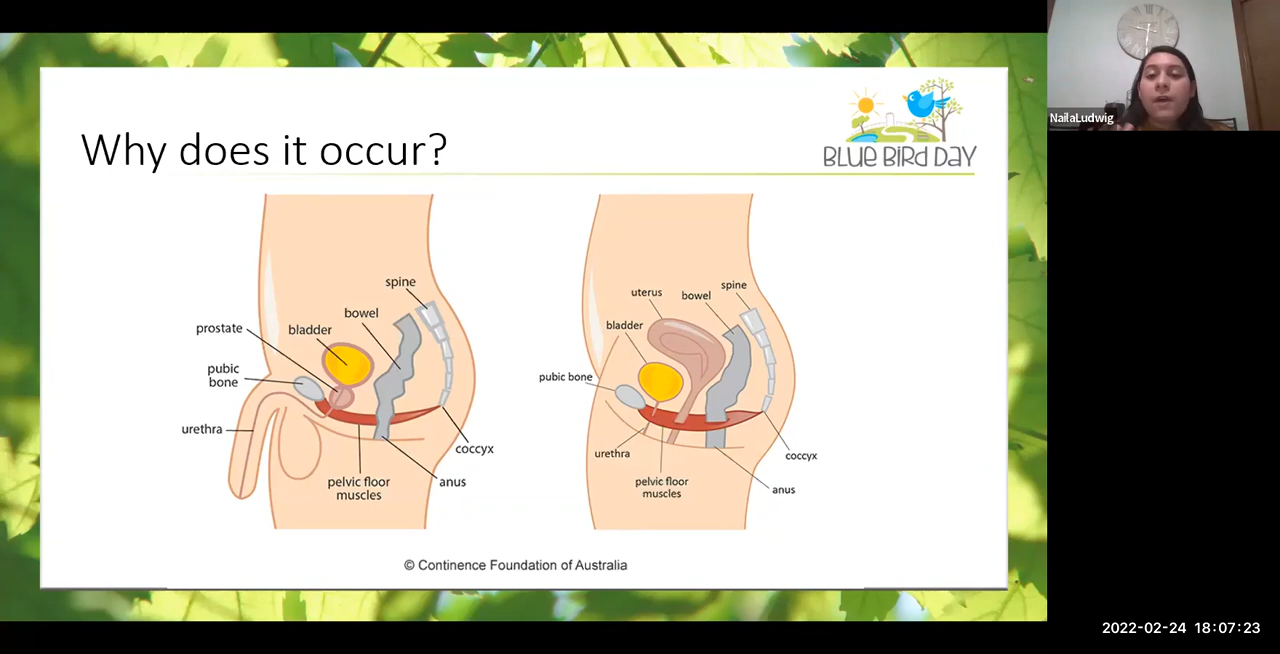 Why does it occur?
BLUE BIRD DAY
spine
bowel
prostate
bladder
pubic
bone
urethra
coccyx
pelvic floor
muscles
anus
uterus
bowel
spine
bladder
pubic bone
urethra
coccyx
pelvic floor
muscles
anus
© Continence Foundation of Australia
NailaLudwig
2022-02-24 18:07:23